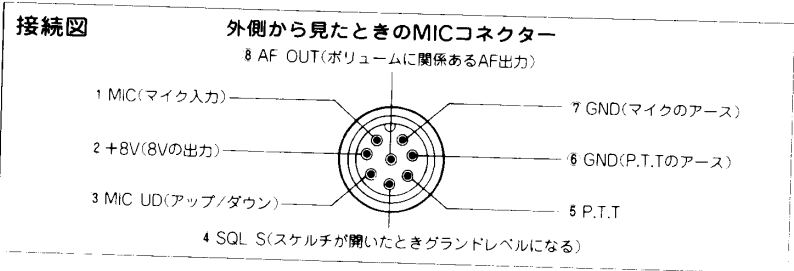 接続図
外側から見たときのMICコネクター
8 AF OUT(ボリュームに関係あるAF出力)
1 MIC(マイク入力)
7 GND(マイクのアース)
2 +8V(8Vの出力)
6 GND(P.T.Tのアース)
3 MIC UD(アップ/ダウン)
5 P.T.T
4 SQL S(スケルチが開いたときグランドレベルになる)